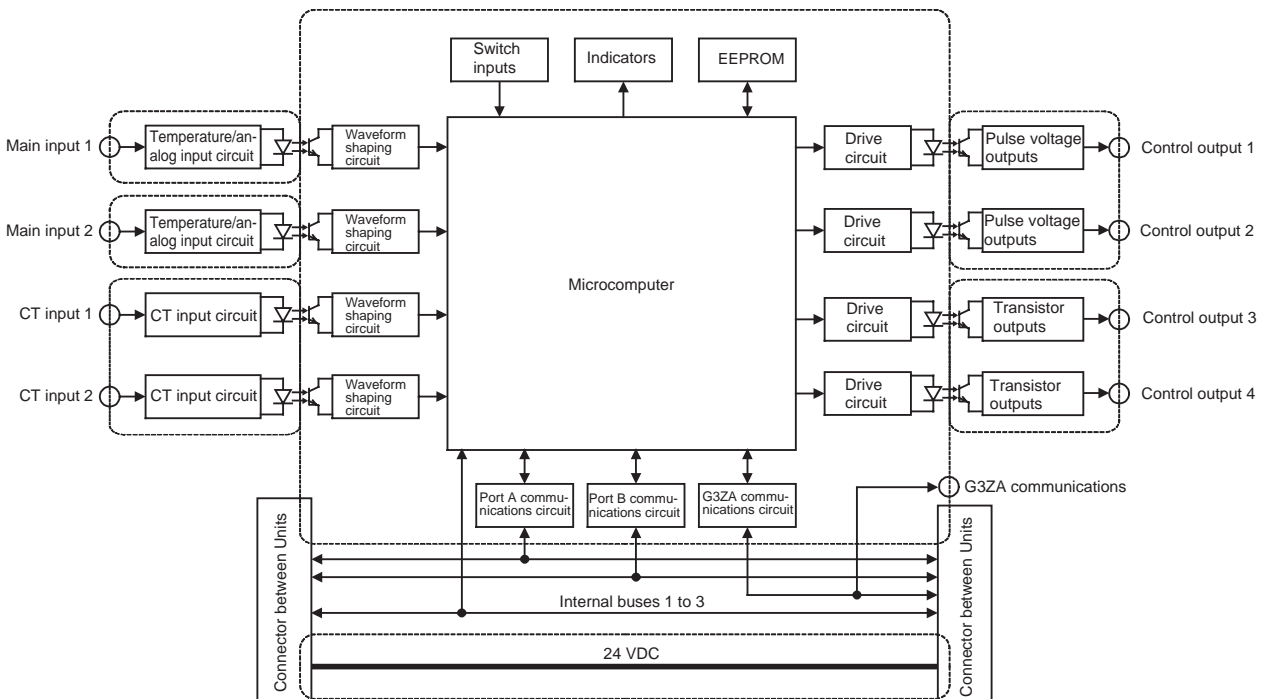 Switch
inputs
Indicators
EEPROM
Main input 1
Temperature/an-
alog input circuit
Waveform
shaping
circuit
Drive
circuit
Pulse voltage
outputs
Control output 1
Main input 2
Temperature/an-
alog input circuit
Waveform
shaping
circuit
Drive
circuit
Pulse voltage
outputs
Control output 2
Microcomputer
CT input 1
CT input circuit
Waveform
shaping
circuit
Drive
circuit
Transistor
outputs
Control output 3
CT input 2
CT input circuit
Waveform
shaping
circuit
Drive
circuit
Transistor
outputs
Control output 4
Port A commu-
nications circuit
Port B commu-
nications circuit
G3ZA commu-
nications circuit
G3ZA communications
Connector between Units
Internal buses 1 to 3
24 VDC
Connector between Units